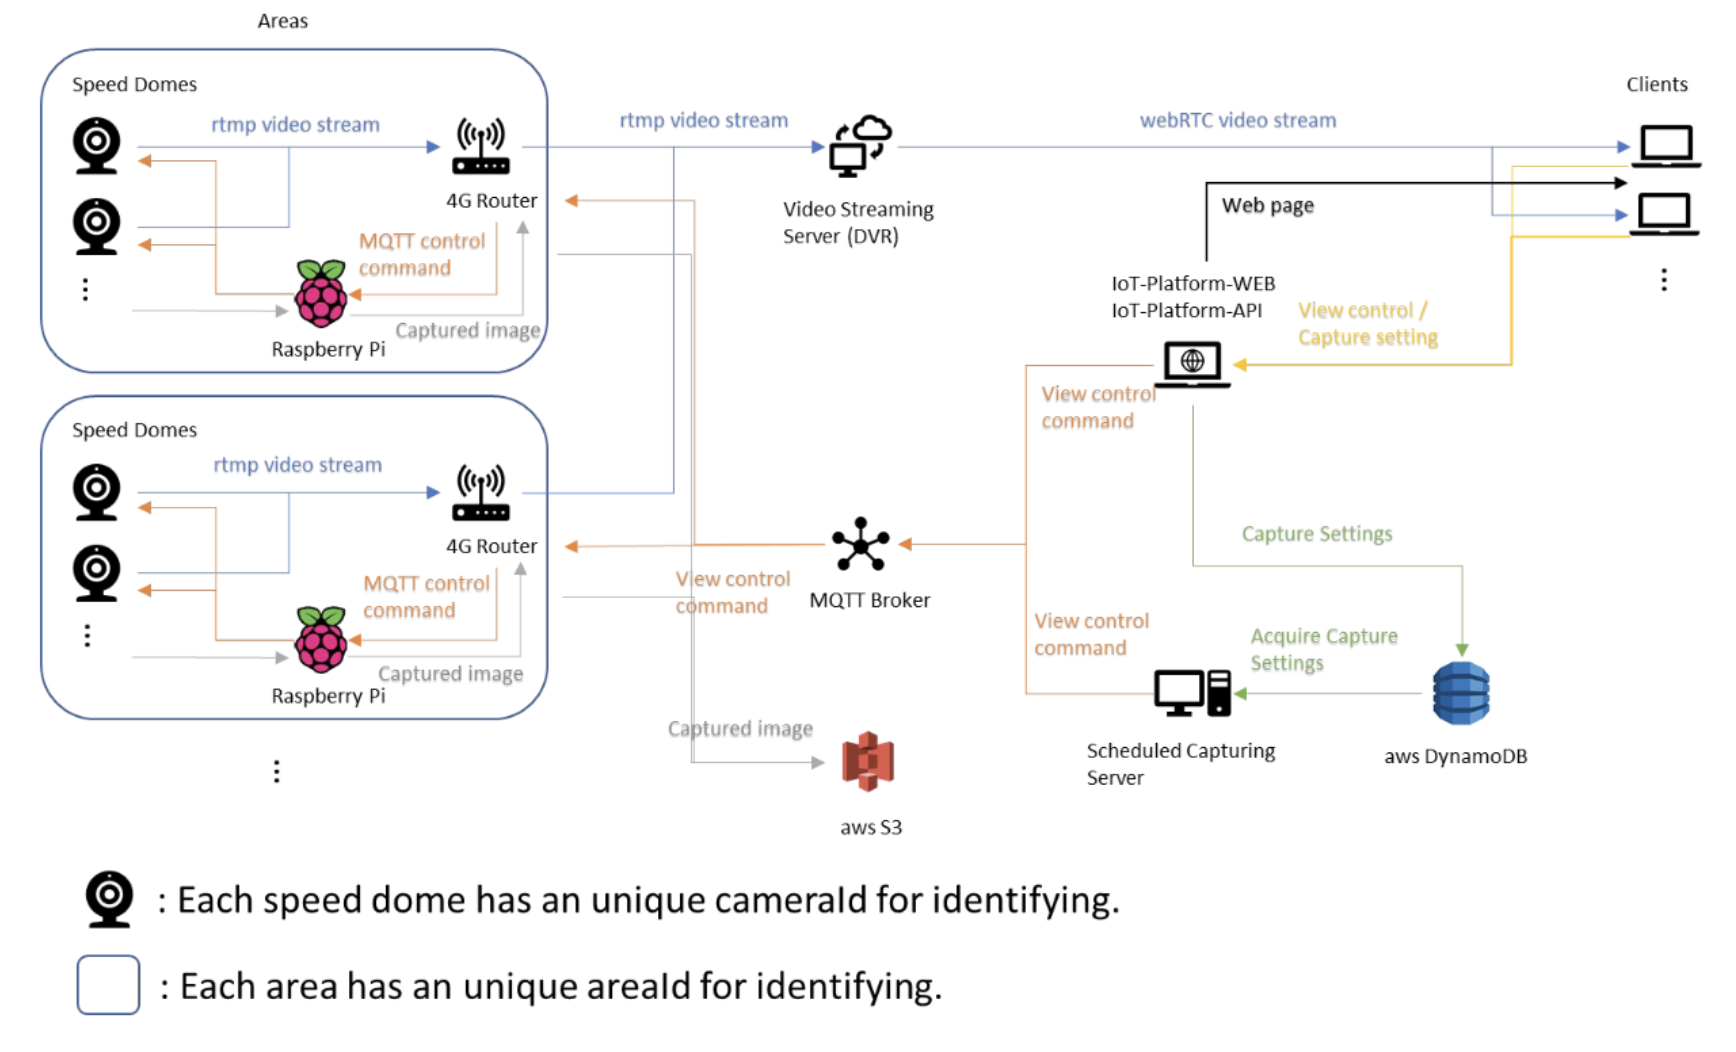 Areas
Speed Domes
rtmp video stream
4G Router
MQTT control
command
Captured image
Raspberry Pi
Speed Domes
rtmp video stream
4G Router
MQTT control
command
Captured image
Raspberry Pi
rtmp video stream
Video Streaming
Server (DVR)
webRTC video stream
Clients
Web page
IoT-Platform-WEB
IoT-Platform-API
View control /
Capture setting
View control
command
Capture Settings
View control
command
MQTT Broker
View control
command
Acquire Capture
Settings
Captured image
Scheduled Capturing
Server
aws DynamoDB
aws S3
: Each speed dome has an unique cameraId for identifying.
: Each area has an unique areaId for identifying.